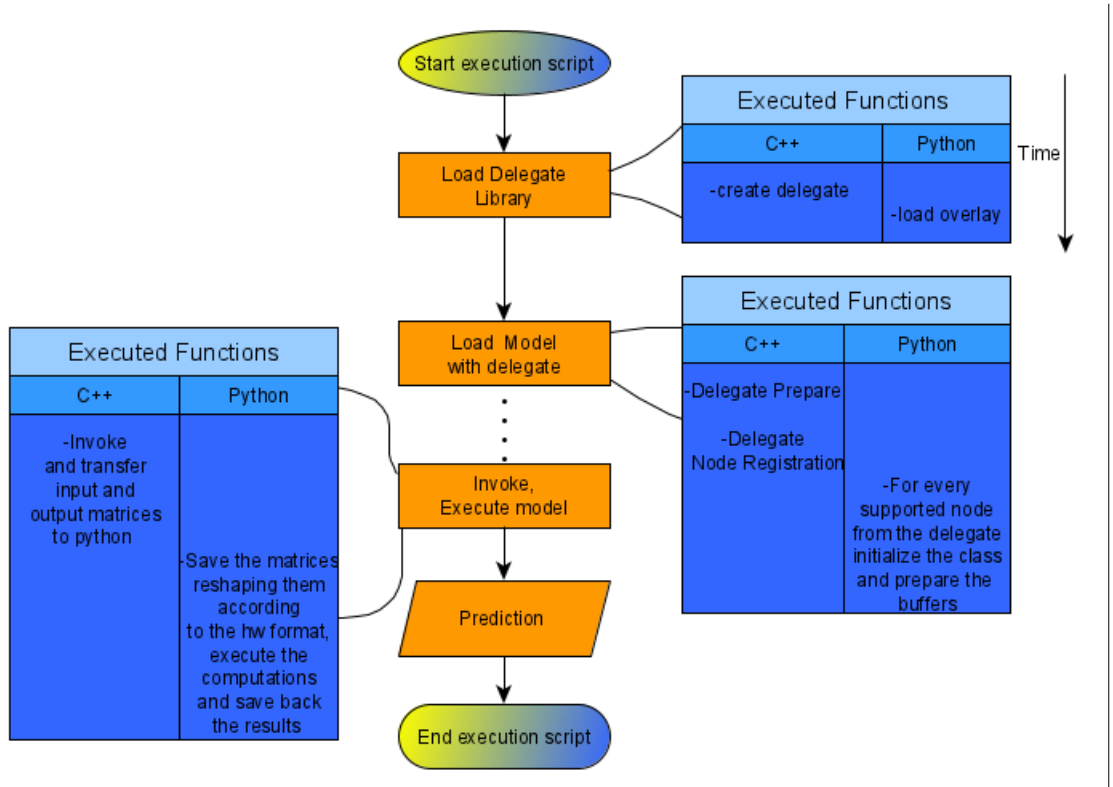 Start execution script
Load Delegate
Library
Executed Functions
C++
Python
-create delegate
-load overlay
Time
Load Model
with delegate
Executed Functions
C++
Python
-Delegate Prepare
-Delegate
Node Registration
-For every
supported node
from the delegate
initialize the class
and prepare the
buffers
Executed Functions
C++
Python
-Invoke
and transfer
input and
output matrices
to python
-Save the matrices
reshaping them
according
to the hw format,
execute the
computations
and save back
the results
Invoke,
Execute model
Prediction
End execution script